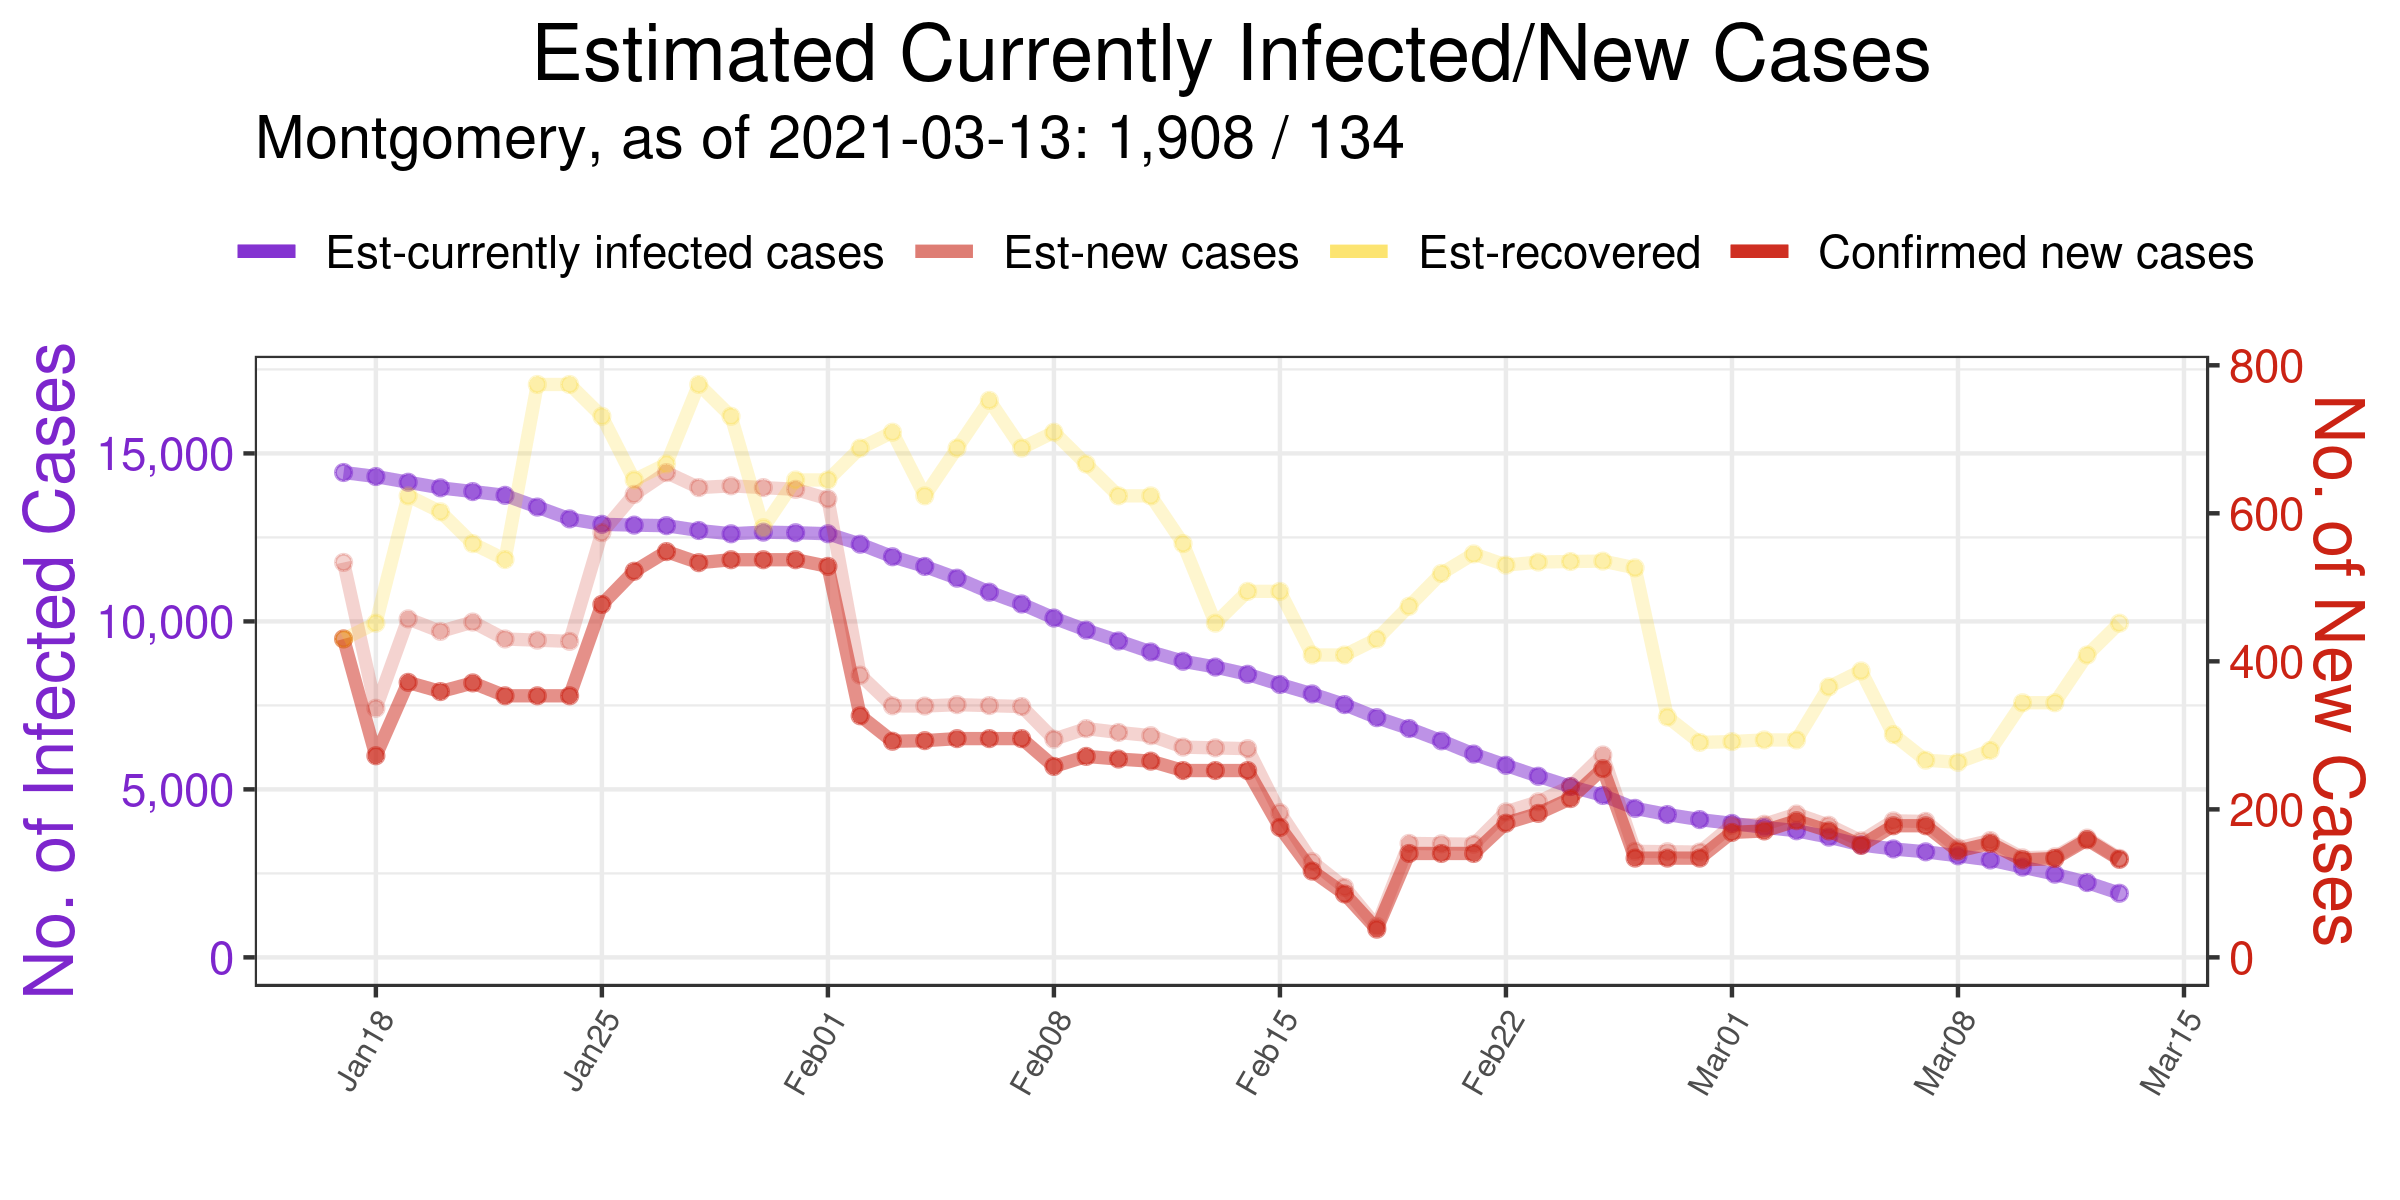 Estimated Currently Infected/New Cases
Montgomery, as of 2021-03-13: 1,908 / 134
Est-currently infected cases Est-new cases Est-recovered Confirmed new cases
No. of Infected Cases
15,000
10,000
5,000
0
800
600
400
200
0
No. of New Cases
Jan18 Jan25 Feb01 Feb08 Feb15 Feb22 Mar01 Mar08 Mar15